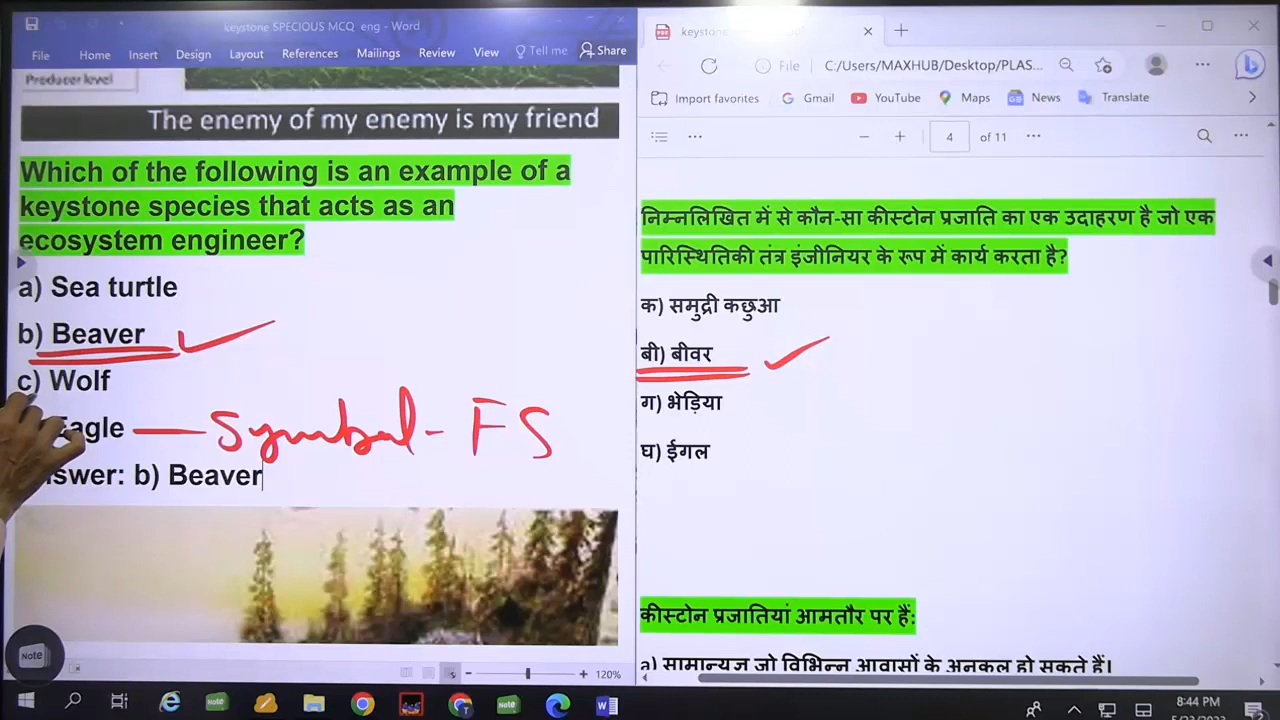 keystone SPECIOUS MCQ eng - Word
File Home Insert Design Layout References Mailings Review View Tell me Share
Producer level
The enemy of my enemy is my friend
Which of the following is an example of a
keystone species that acts as an
ecosystem engineer?
a) Sea turtle
b) Beaver
c) Wolf
Eagle — Symbol - FS
swer: b) Beaver
Note
120%
keystone
File C:/Users/MAXHUB/Desktop/PLAS...
Import favorites Gmail YouTube Maps News Translate
4 of 11
निम्नलिखित में से कौन-सा कीस्टोन प्रजाति का एक उदाहरण है जो एक
पारिस्थितिकी तंत्र इंजीनियर के रूप में कार्य करता है?
क) समुद्री कछुआ
बी) बीवर
ग) भेड़िया
घ) ईगल
कीस्टोन प्रजातियां आमतौर पर हैं:
a) सामान्यज्ञ जो विभिन्न आवासों के अनुकूल हो सकते हैं।
8:44 PM